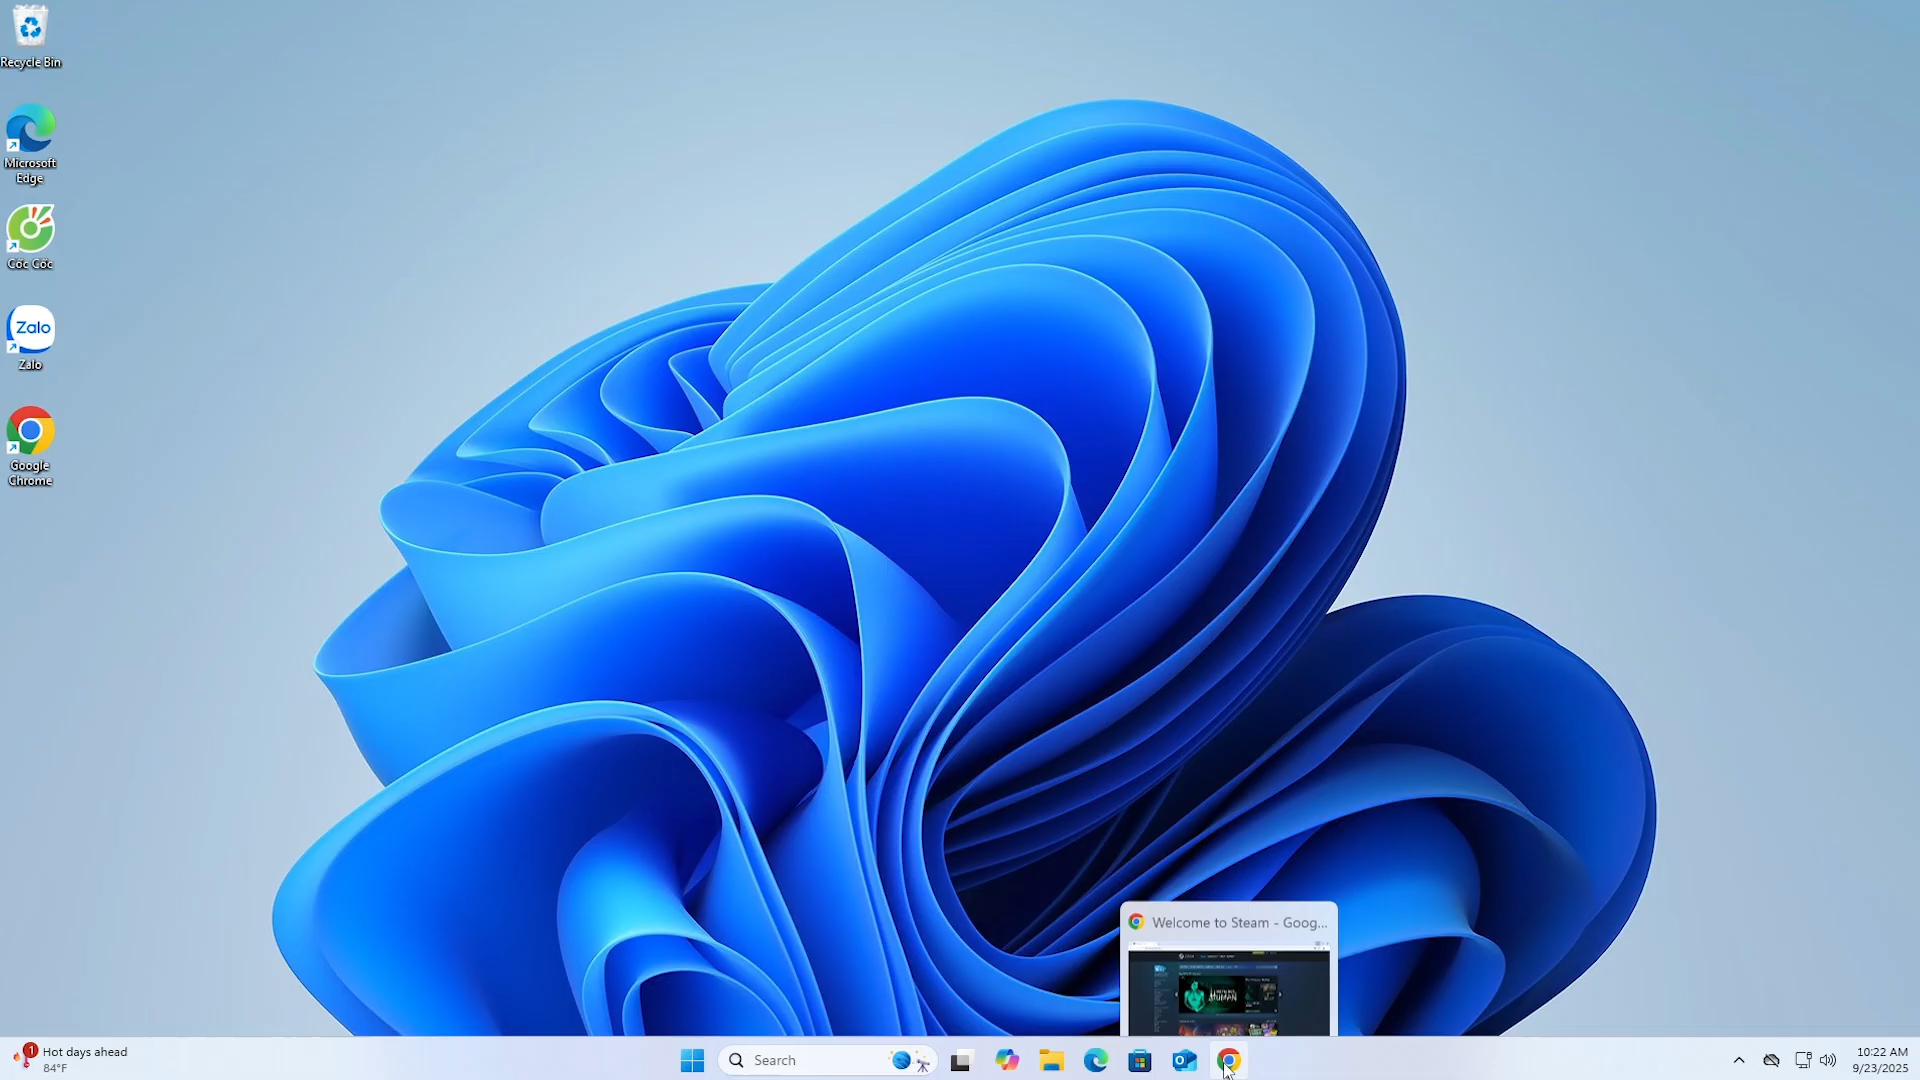 Recycle Bin
Microsoft
Edge
Cốc Cốc
Zalo
Zalo
Google
Chrome
Welcome to Steam - Goog...
1
Hot days ahead
84°F
Search
10:22 AM
9/23/2025